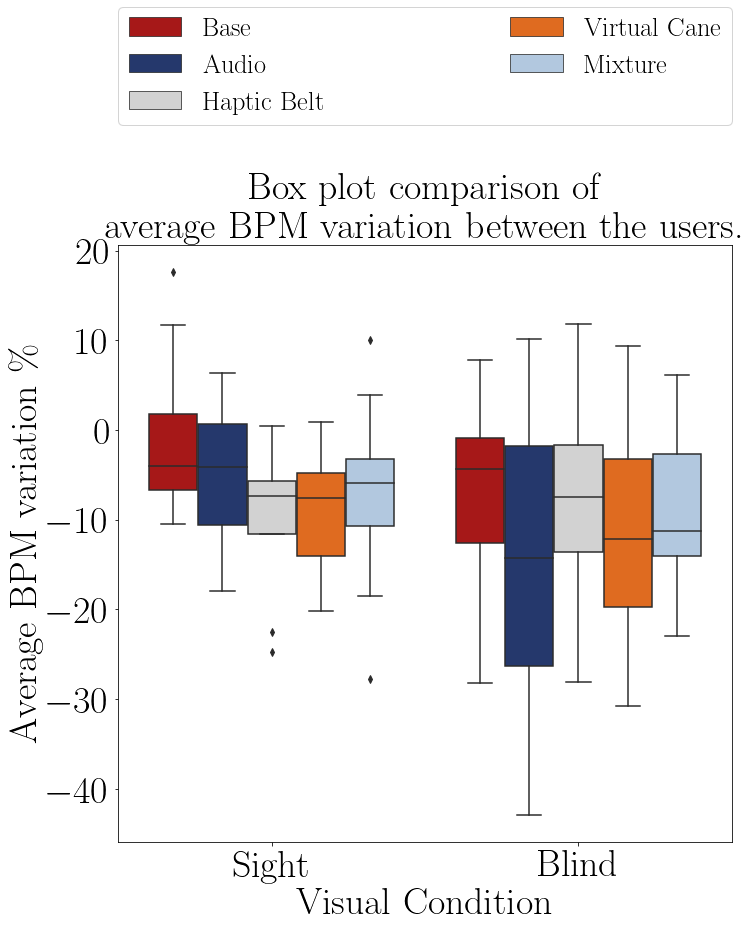 Base
Audio
Haptic Belt
Virtual Cane
Mixture
Box plot comparison of
average BPM variation between the users.
Average BPM variation %
20
10
0
−10
−20
−30
−40
Sight
Blind
Visual Condition